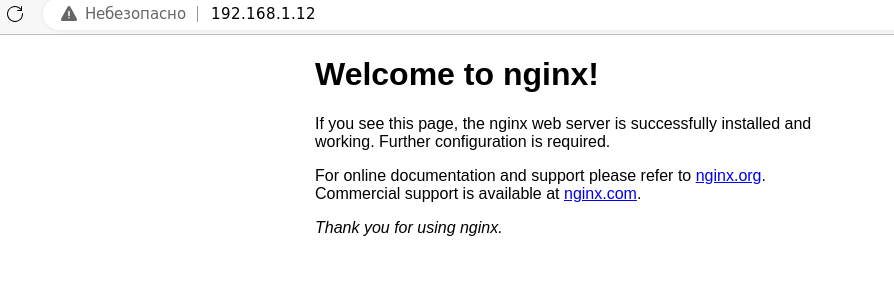 Небезопасно 192.168.1.12
Welcome to nginx!
If you see this page, the nginx web server is successfully installed and
working. Further configuration is required.
For online documentation and support please refer to nginx.org.
Commercial support is available at nginx.com.
Thank you for using nginx.